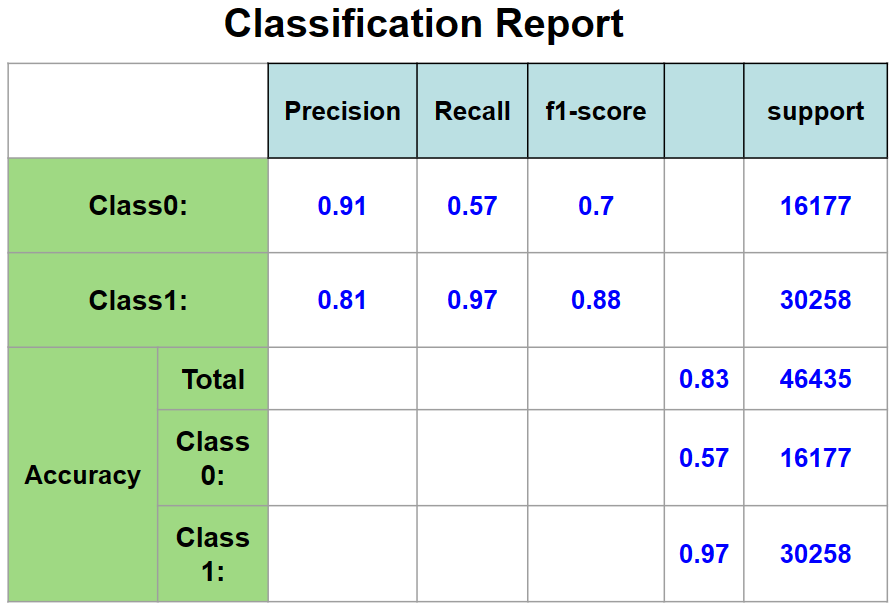 Classification Report
Precision Recall f1-score support
Class0: 0.91 0.57 0.7 16177
Class1: 0.81 0.97 0.88 30258
Accuracy
Total 0.83 46435
Class
0: 0.57 16177
Class
1: 0.97 30258